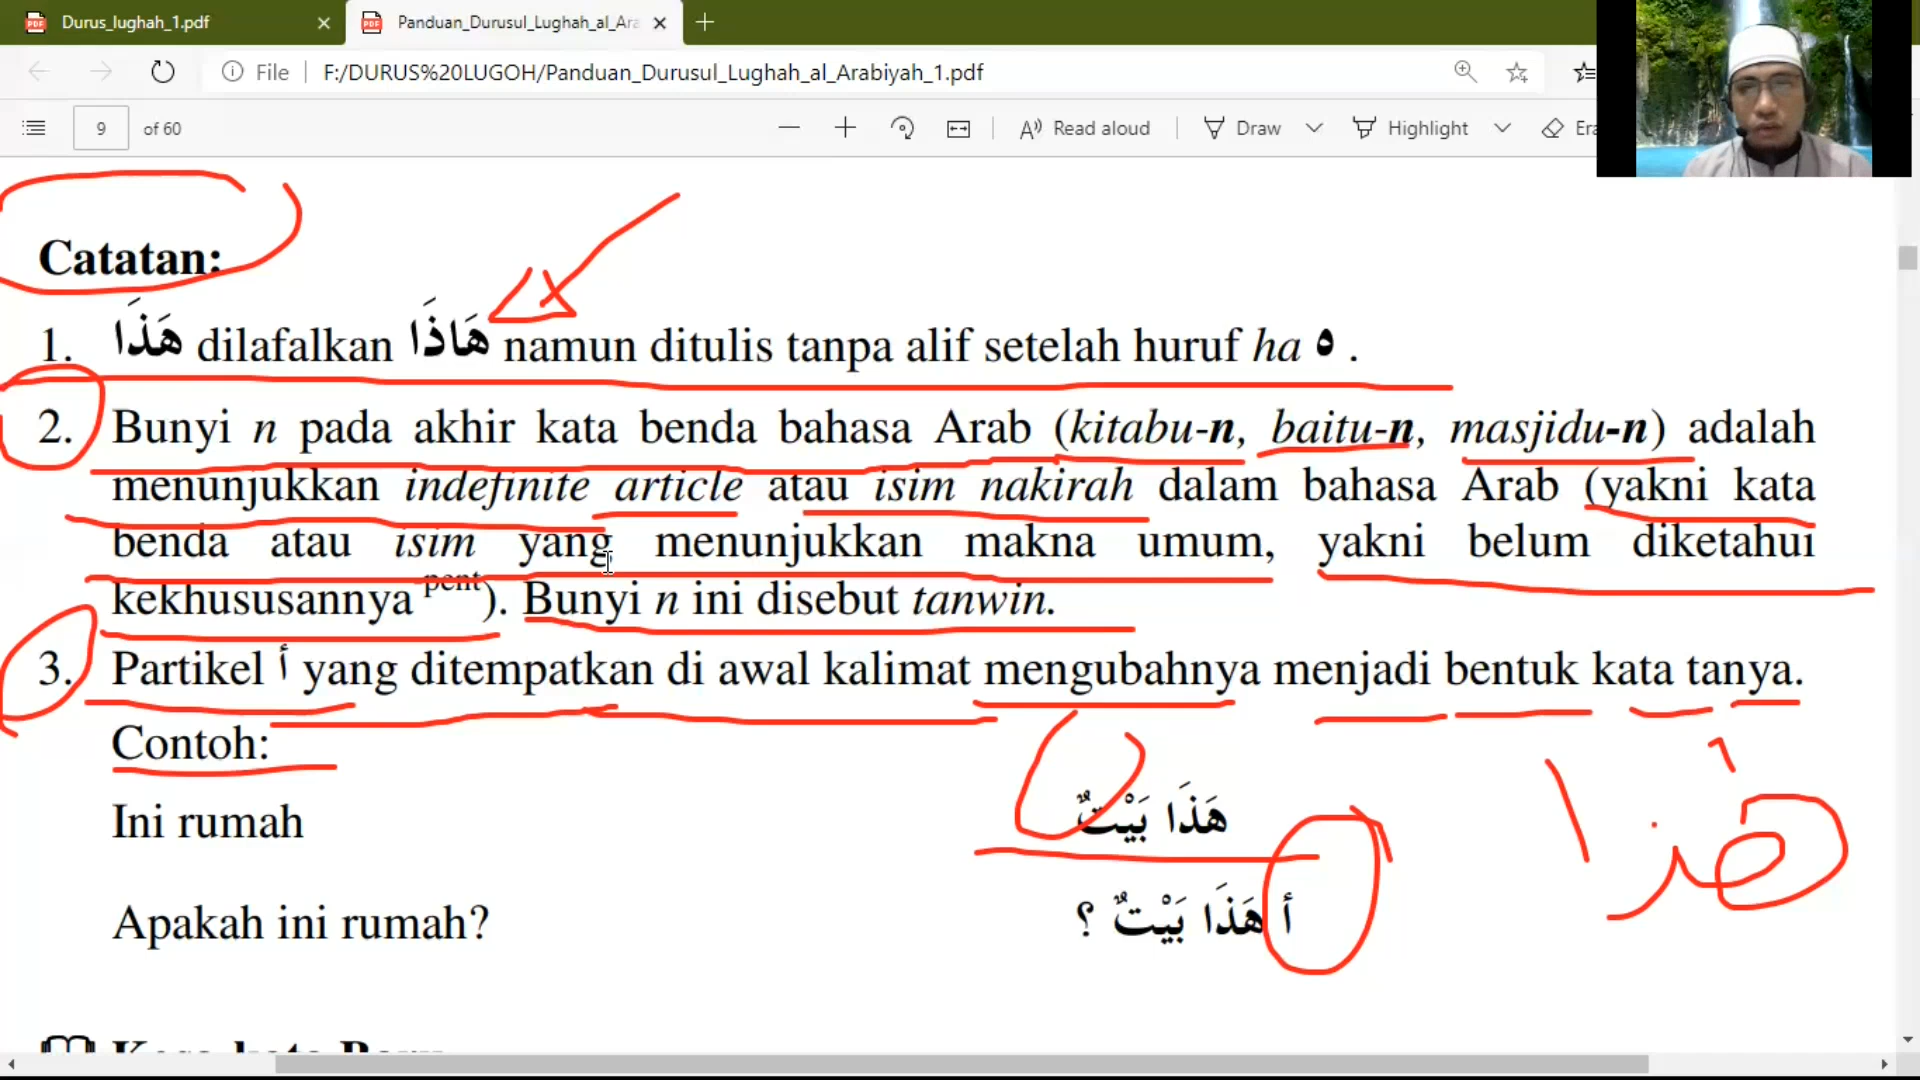 Durus_lughah_1.pdf
Panduan_Durusul_Lughah_al_Ara
File
F:/DURUS%20LUGOH/Panduan_Durusul_Lughah_al_Arabiyah_1.pdf
9 of 60
Read aloud
Draw
Highlight
Era
Catatan:
1. هَذَا dilafalkan هَاذَا namun ditulis tanpa alif setelah huruf ha ه .
2. Bunyi n pada akhir kata benda bahasa Arab (kitabu-n, baitu-n, masjidu-n) adalah
menunjukkan indefinite article atau isim nakirah dalam bahasa Arab (yakni kata
benda atau isim yang menunjukkan makna umum, yakni belum diketahui
kekhususannya pent). Bunyi n ini disebut tanwin.
3. Partikel أ yang ditempatkan di awal kalimat mengubahnya menjadi bentuk kata tanya.
Contoh:
Ini rumah هَذَا بَيْتٌ
Apakah ini rumah? أ هَذَا بَيْتٌ ؟
هَذا